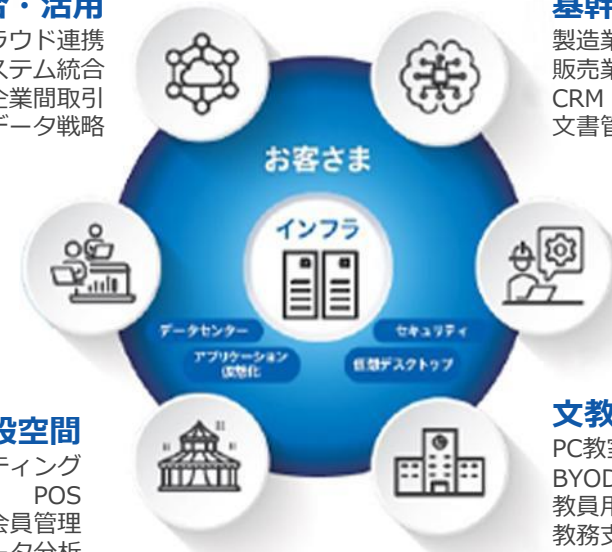 ・活用
ラウド連携
ステム統合
企業間取引
データ戦略
基幹
製造業
販売業
CRM
文書管
お客さま
インフラ
データセンター
セキュリティ
アプリケーション
仮想化
仮想デスクトップ
設空間
ティング
POS
会員管理
ータ分析
文教
PC教室
BYOD
教員用
教務支